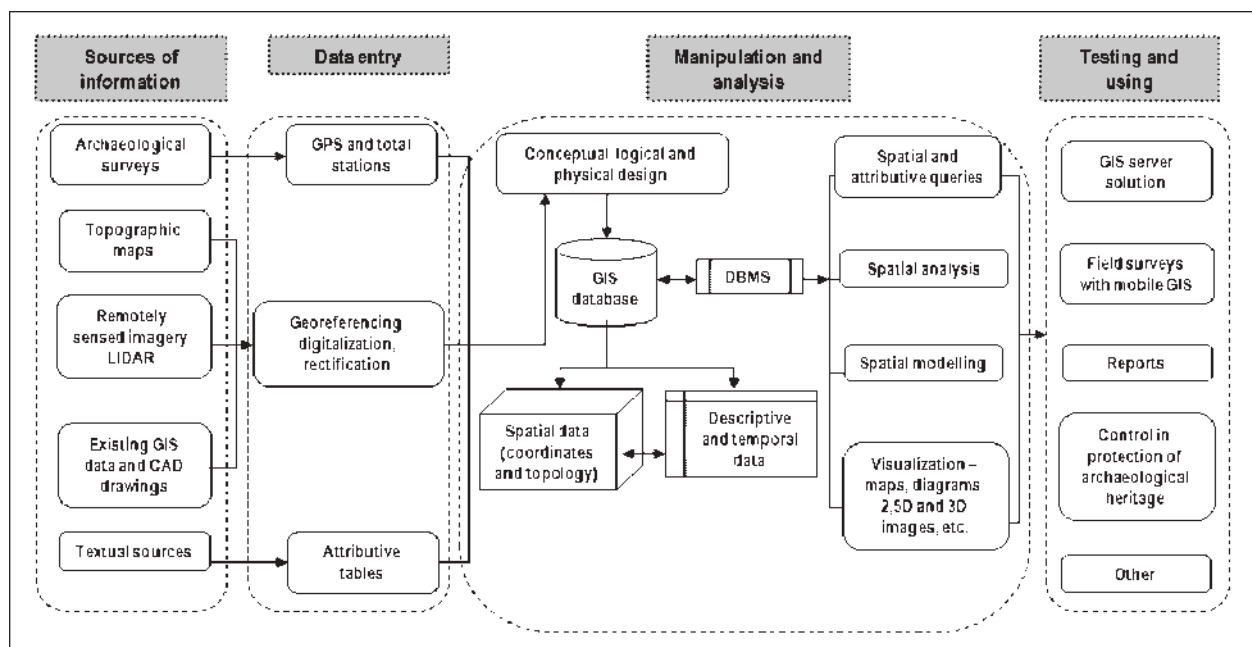 Sources of
information
Data entry
Manipulation and
analysis
Testing and
using
Archaeological
surveys
Topographic
maps
Remotely
sensed imagery
LIDAR
Existing GIS
data and CAD
drawings
Textual sources
GPS and total
stations
Georeferencing
digitalization,
rectification
Attributive
tables
Conceptual logical and
physical design
GIS
database
DBMS
Spatial data
(coordinates
and topology)
Descriptive
and temporal
data
Spatial and
attributive queries
Spatial analysis
Spatial modelling
Visualization –
maps, diagrams
2,5D and 3D
images, etc.
GIS server
solution
Field surveys
with mobile GIS
Reports
Control in
protection of
archaeological
heritage
Other